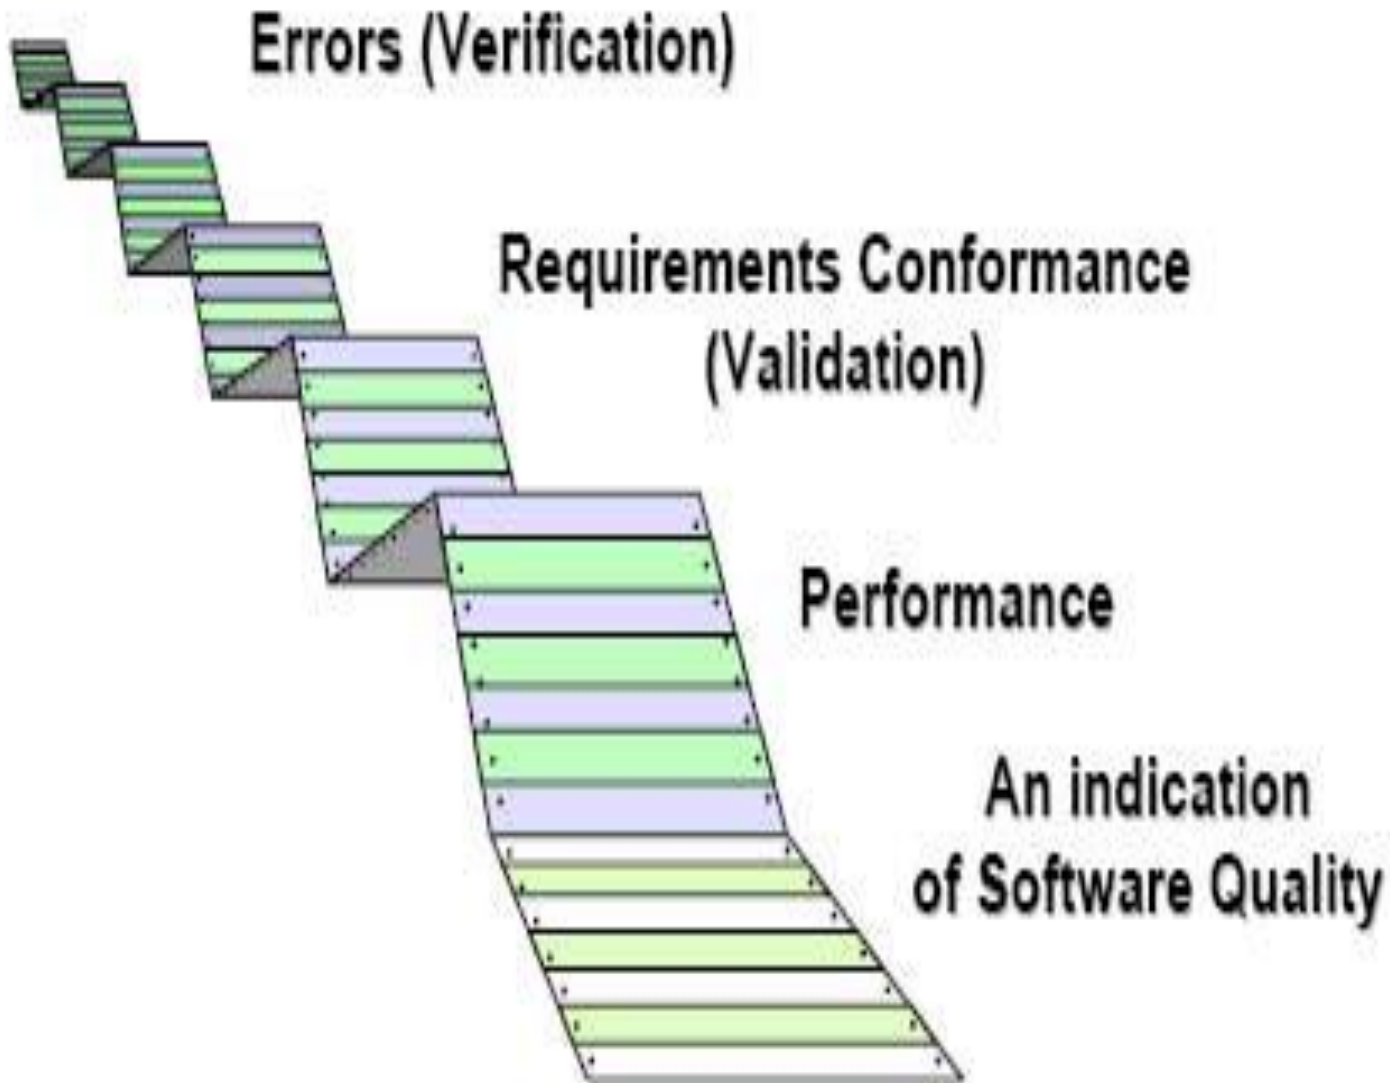 Errors (Verification)
Requirements Conformance
(Validation)
Performance
An indication
of Software Quality